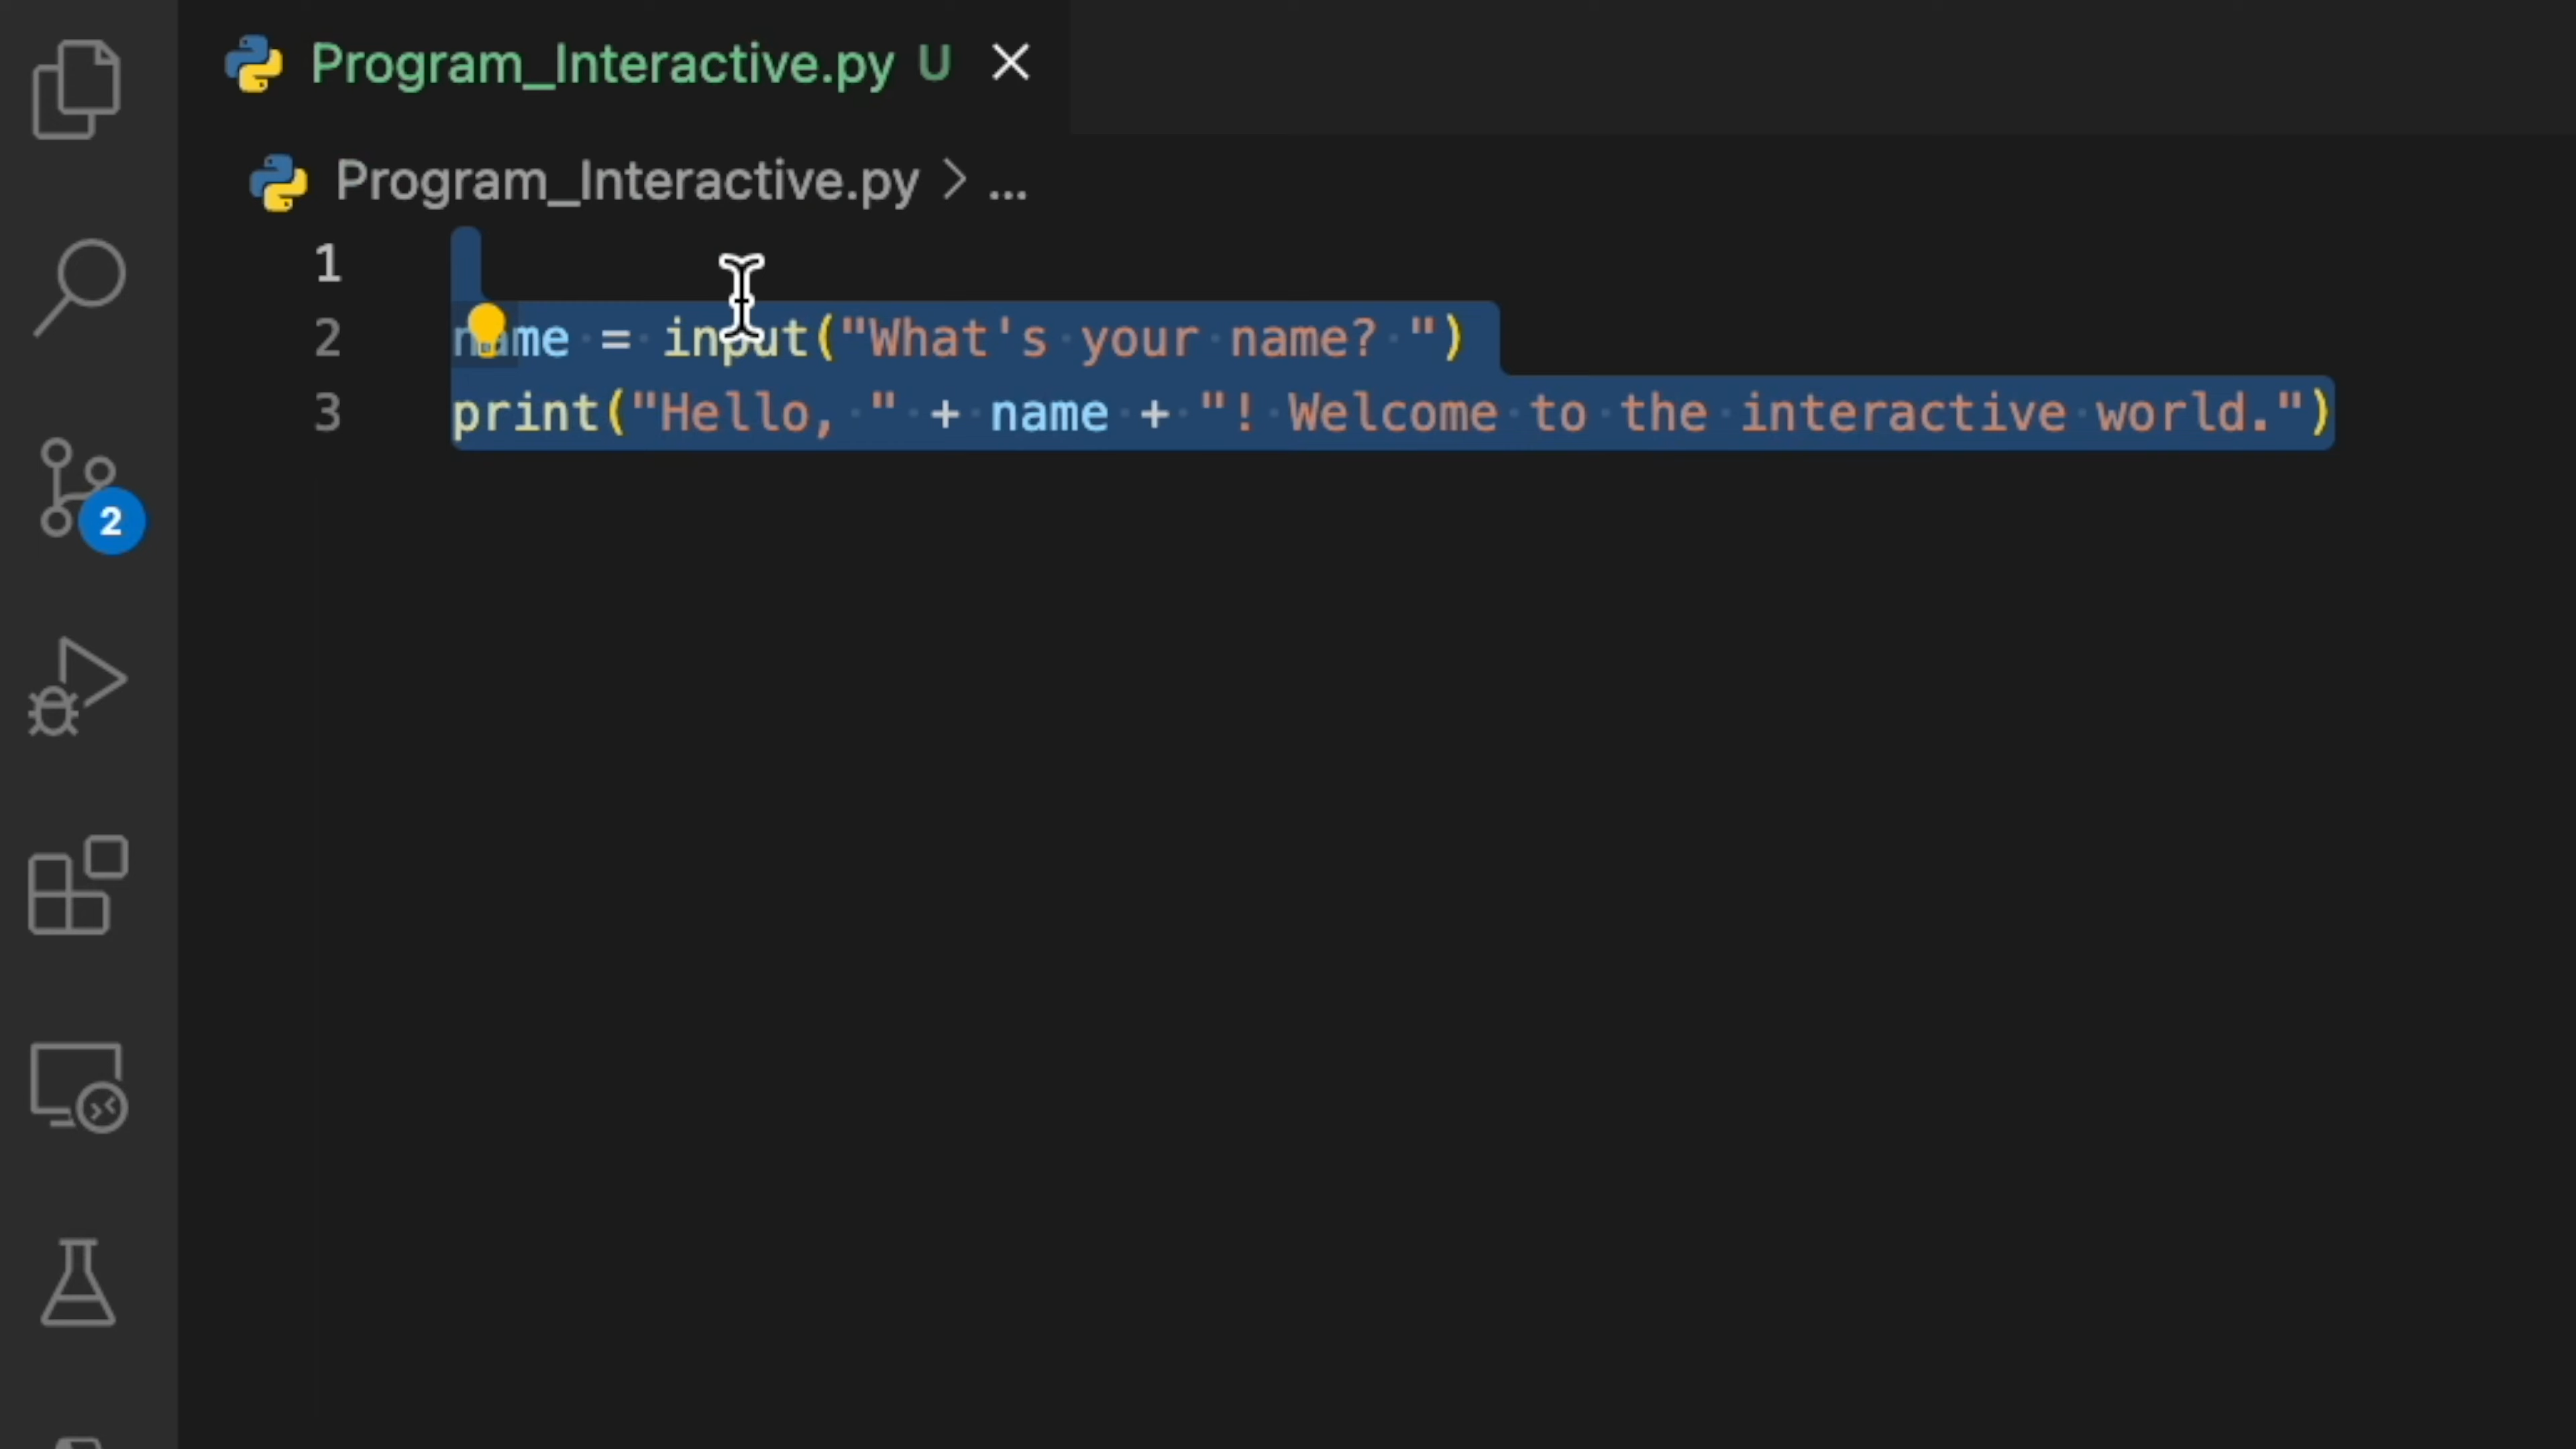 Program_Interactive.py U
Program_Interactive.py > ...
1
2 name = input("What's your name? ")
3 print("Hello, " + name + "! Welcome to the interactive world.")
2